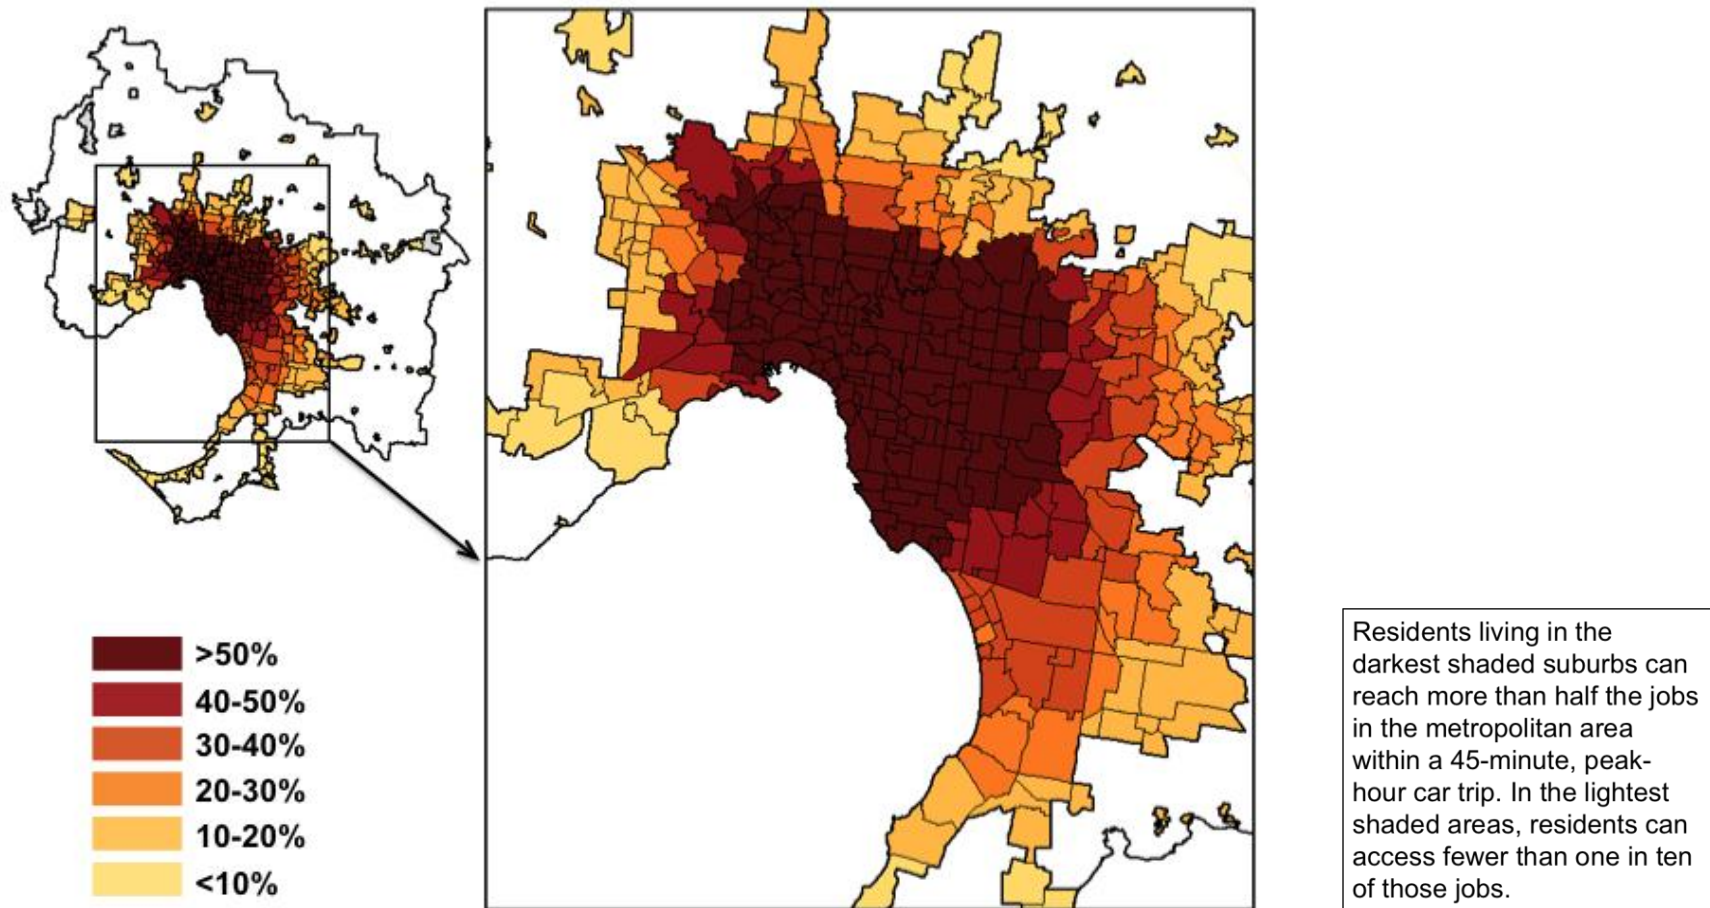 >50%
40-50%
30-40%
20-30%
10-20%
<10%
Residents living in the
darkest shaded suburbs can
reach more than half the jobs
in the metropolitan area
within a 45-minute, peak-
hour car trip. In the lightest
shaded areas, residents can
access fewer than one in ten
of those jobs.